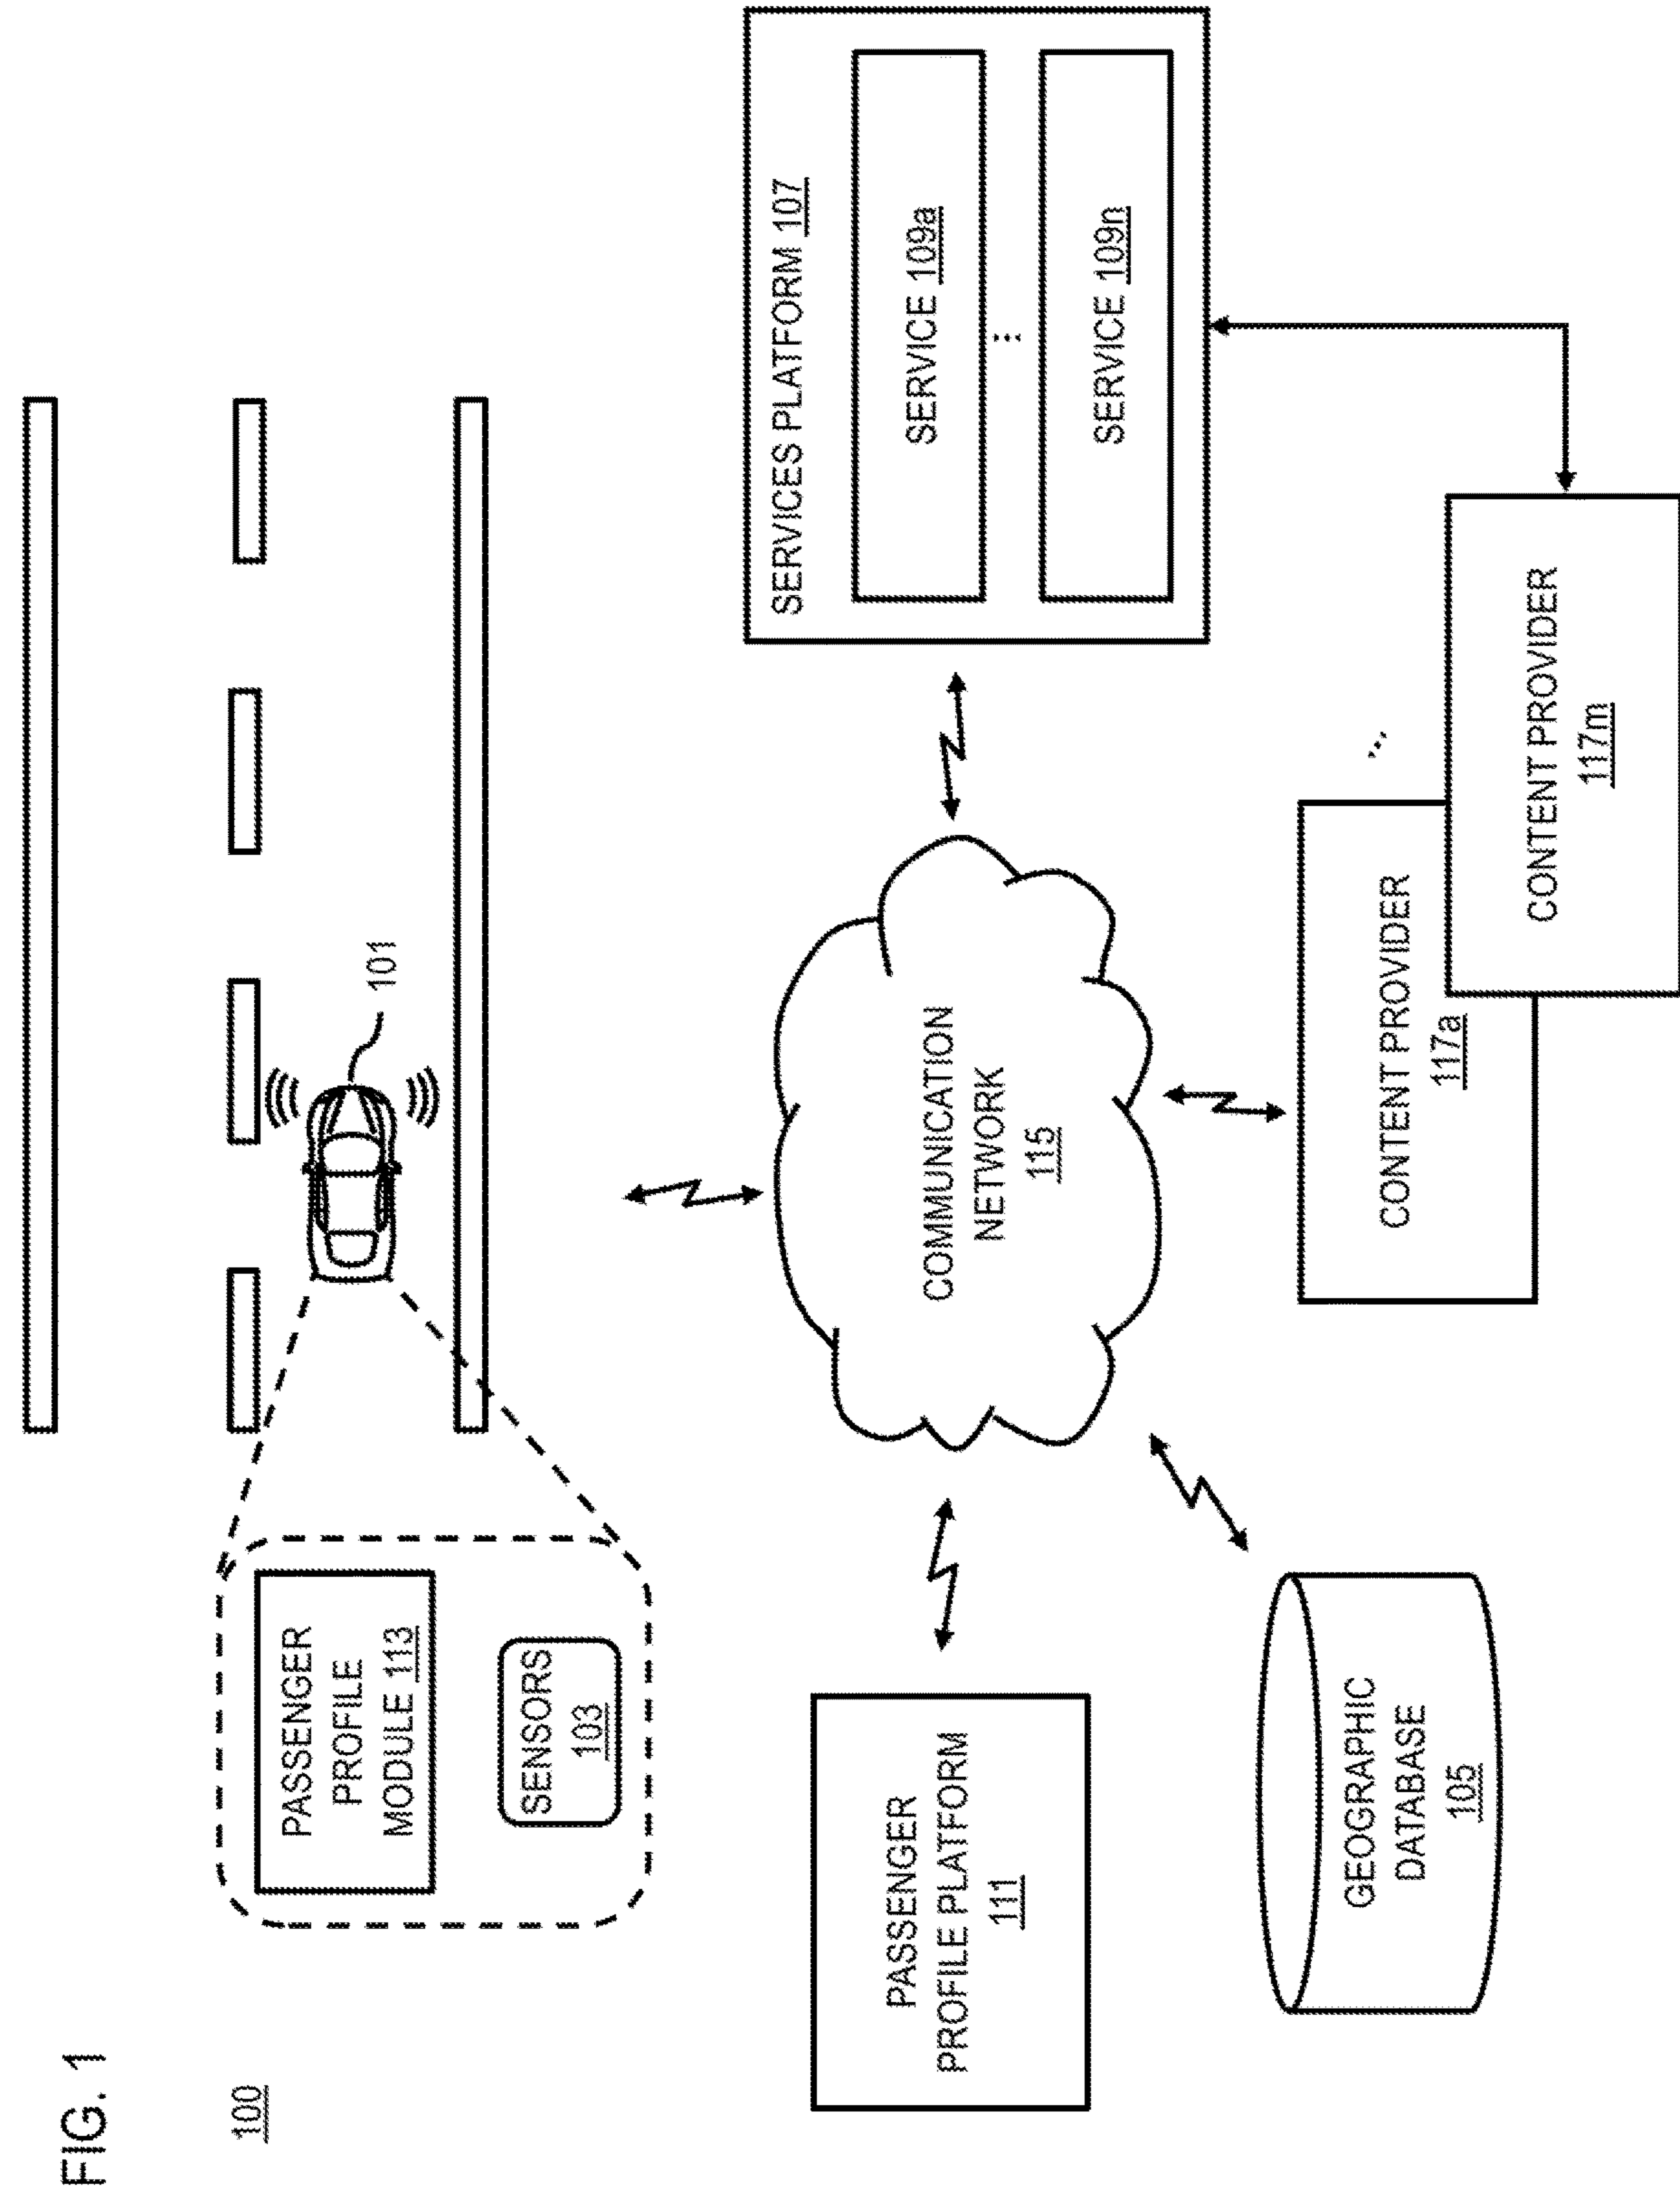 FIG. 1
100
101
PASSENGER
PROFILE
MODULE 113
SENSORS
103
PASSENGER
PROFILE PLATFORM
111
COMMUNICATION
NETWORK
115
SERVICES PLATFORM 107
SERVICE 109a
...
SERVICE 109n
GEOGRAPHIC
DATABASE
105
CONTENT PROVIDER
117a
...
CONTENT PROVIDER
117m